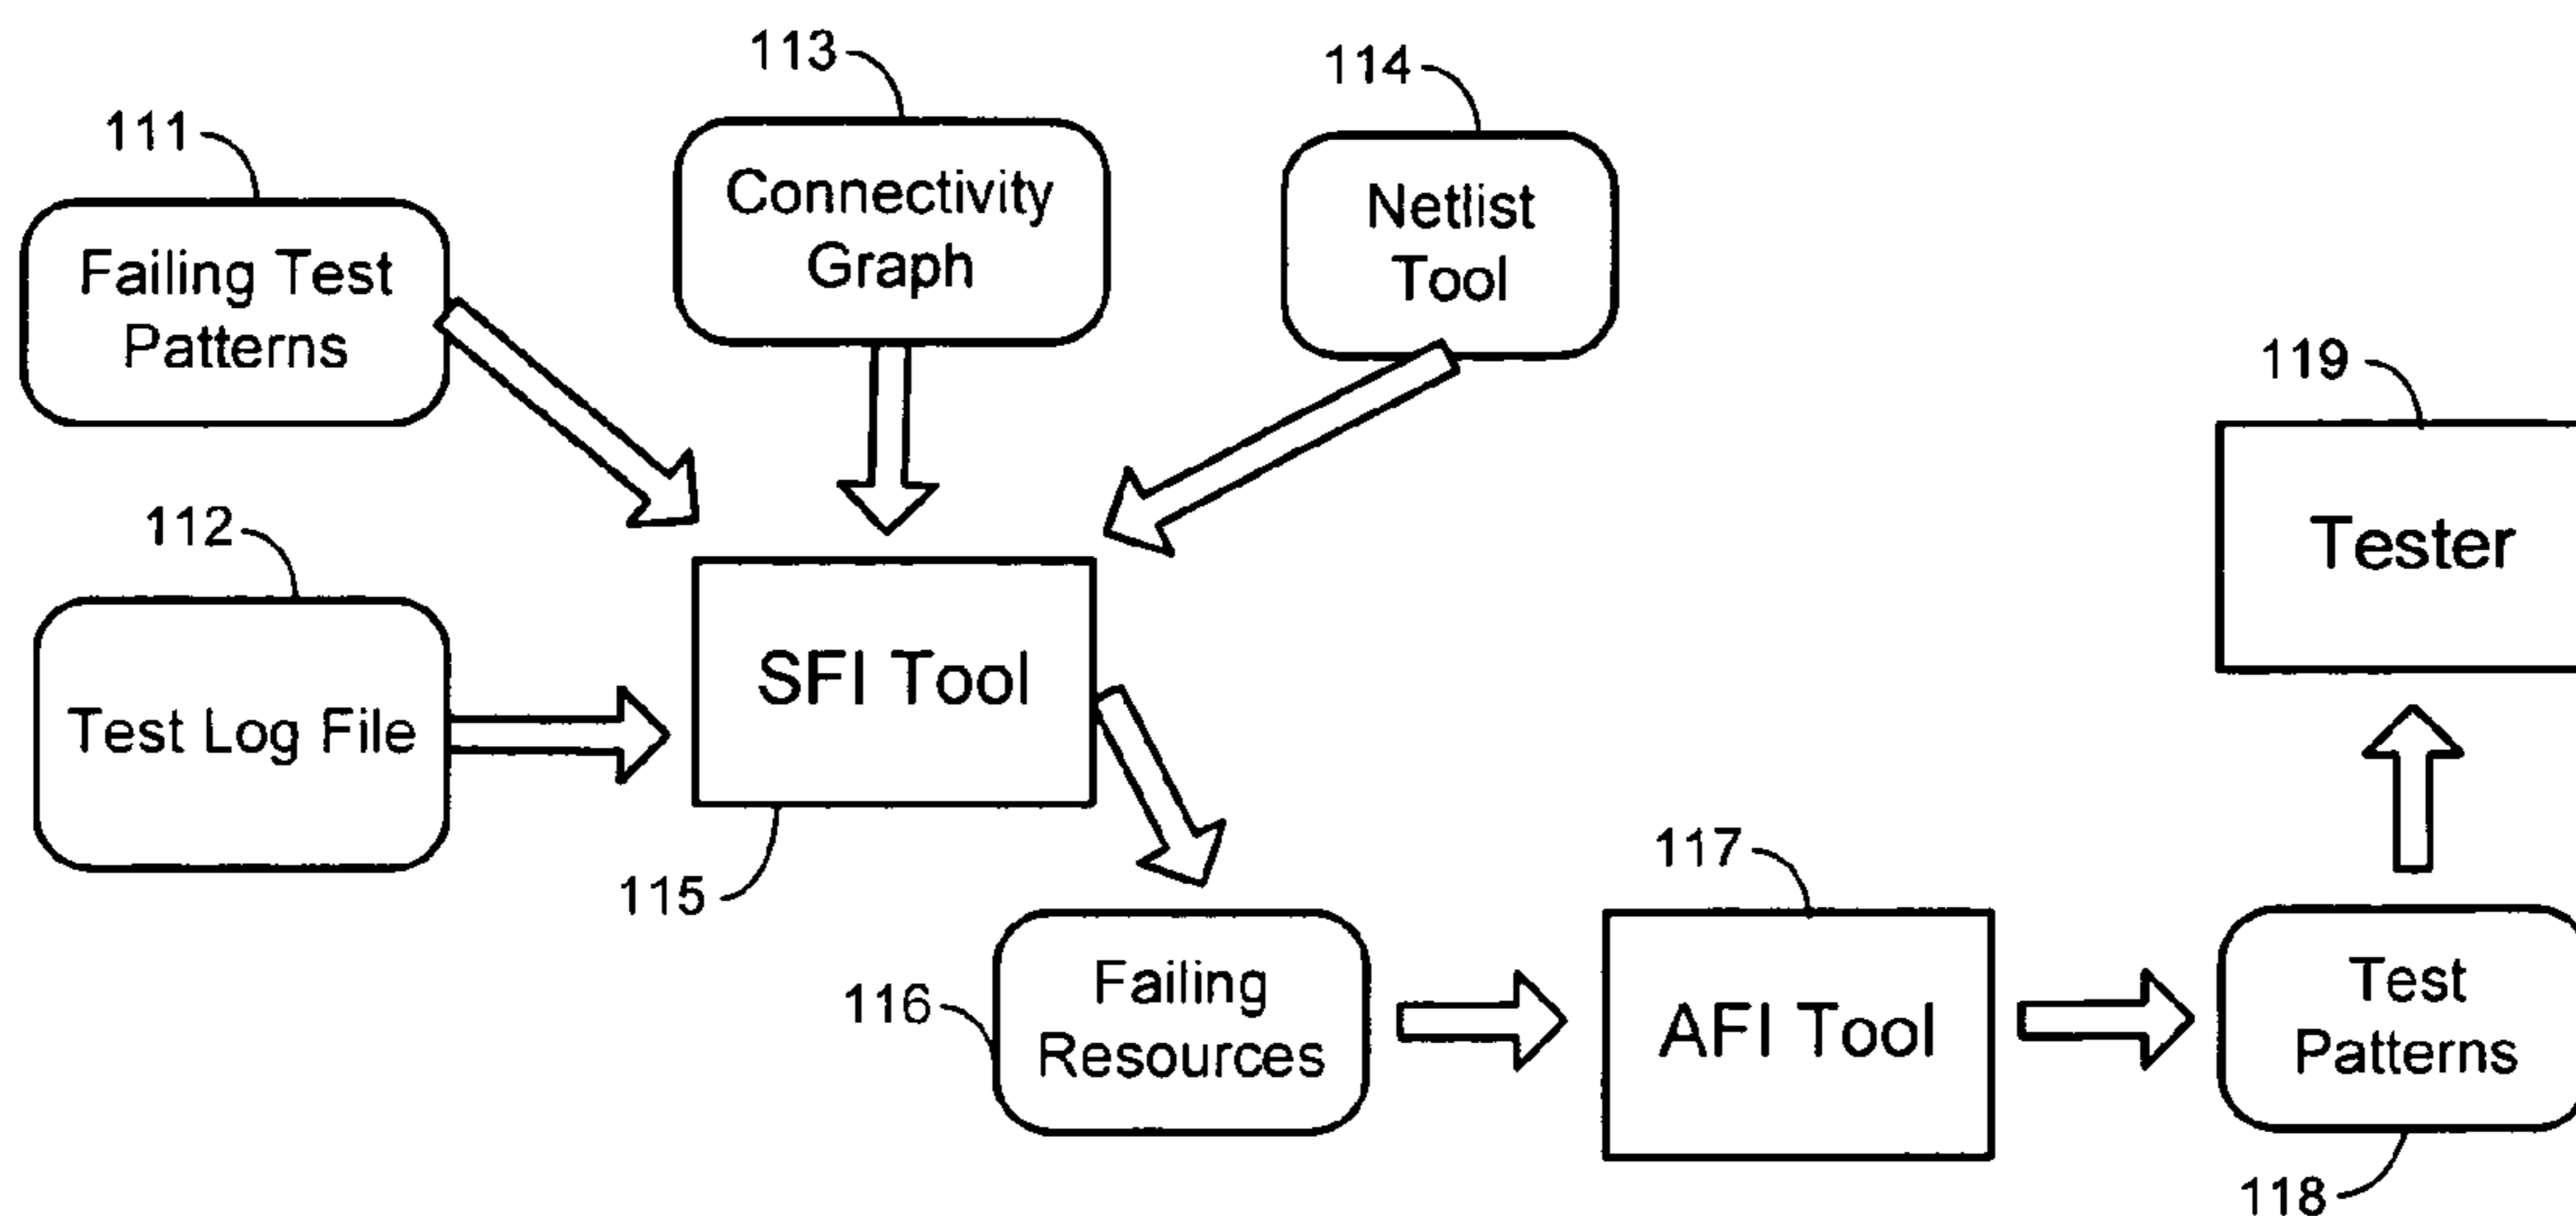 113
114
111
Connectivity
Graph
Netlist
Tool
Failing Test
Patterns
119
112
Tester
SFI Tool
Test Log File
117
115
116
Failing
Resources
AFI Tool
Test
Patterns
118